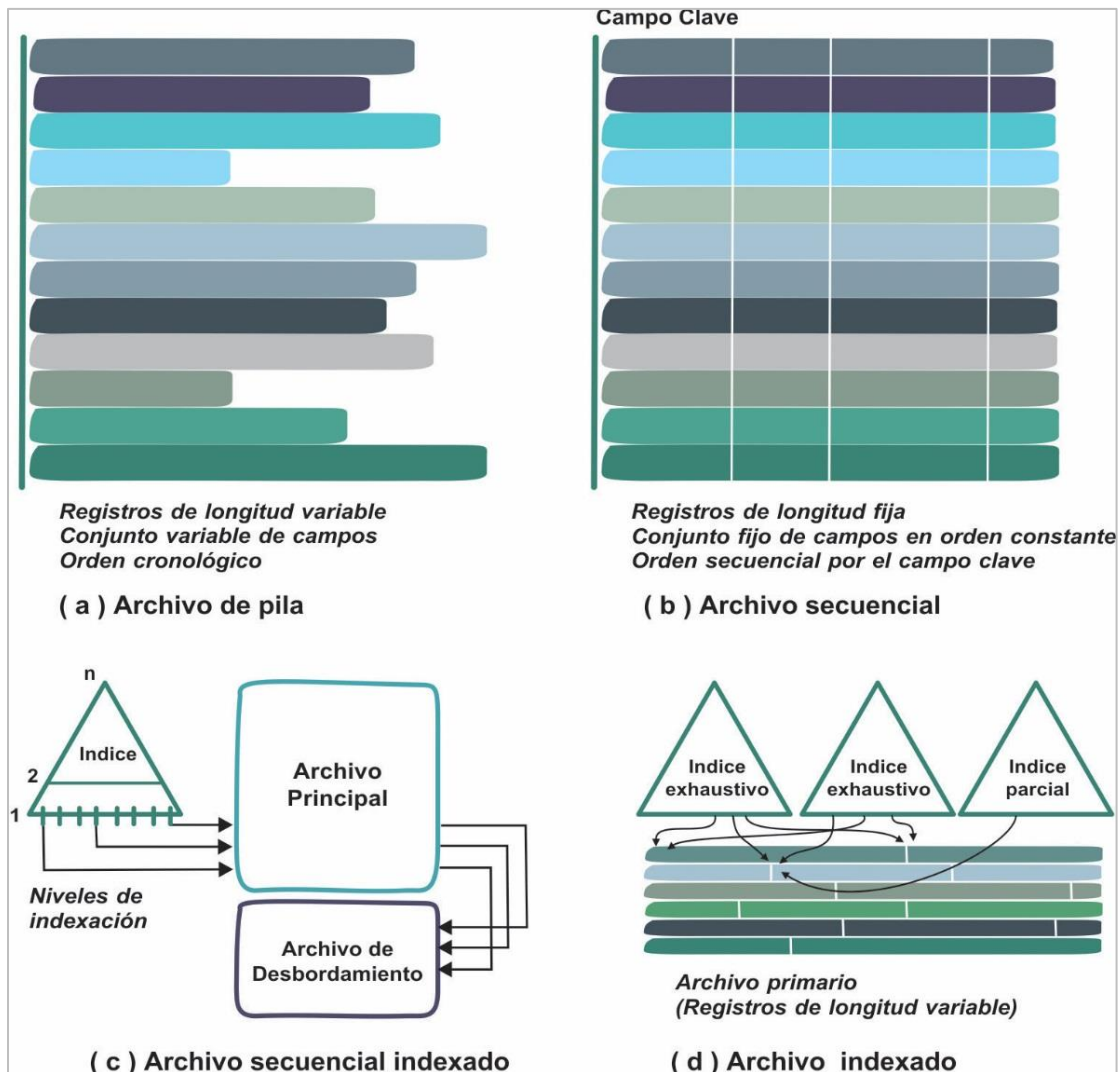 Campo Clave
Registros de longitud variable
Conjunto variable de campos
Orden cronológico
( a ) Archivo de pila
Registros de longitud fija
Conjunto fijo de campos en orden constante
Orden secuencial por el campo clave
( b ) Archivo secuencial
n
Indice
2
1
Niveles de
indexación
Archivo
Principal
Archivo de
Desbordamiento
( c ) Archivo secuencial indexado
Indice
exhaustivo
Indice
exhaustivo
Indice
parcial
Archivo primario
(Registros de longitud variable)
( d ) Archivo indexado